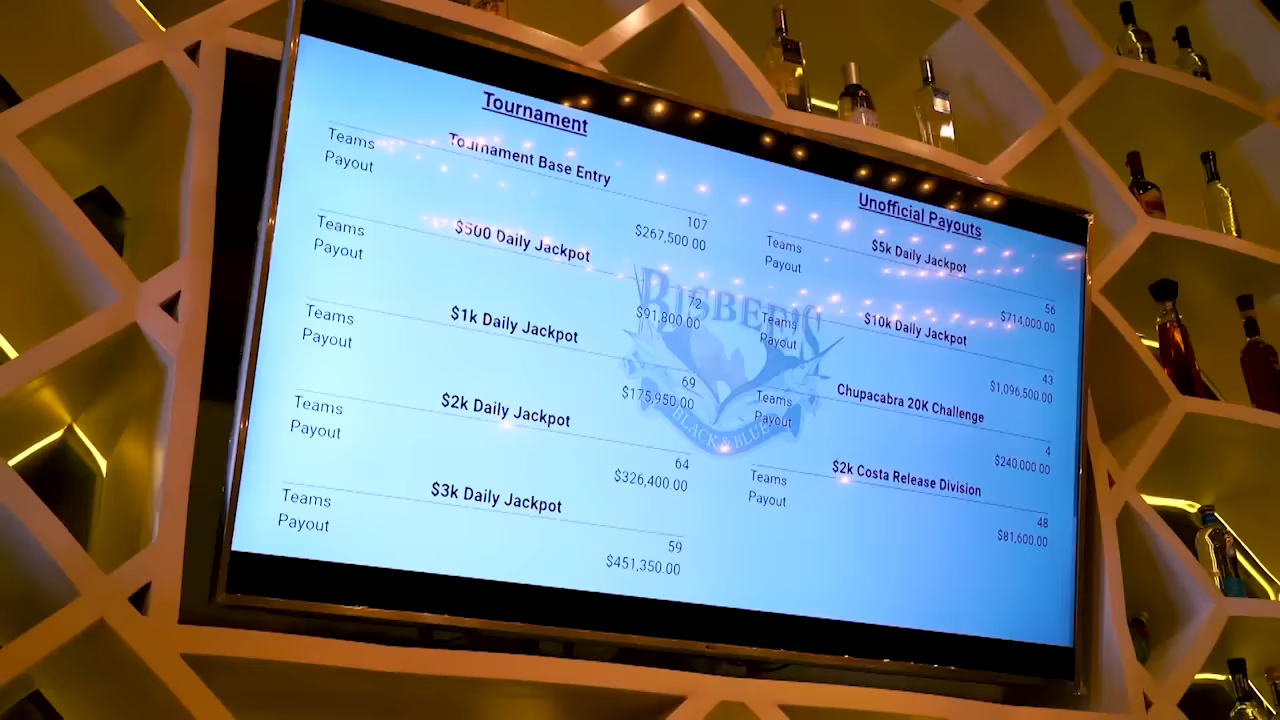 Tournament
Tournament Base Entry
Teams 107
Payout $267,500.00
$500 Daily Jackpot
Teams 72
Payout $91,800.00
$1k Daily Jackpot
Teams 69
Payout $175,950.00
$2k Daily Jackpot
Teams 64
Payout $326,400.00
$3k Daily Jackpot
Teams 59
Payout $451,350.00
Unofficial Payouts
$5k Daily Jackpot
Teams 56
Payout $714,000.00
$10k Daily Jackpot
Teams 43
Payout $1,096,500.00
Chupacabra 20K Challenge
Teams 4
Payout $240,000.00
$2k Costa Release Division
Teams 48
Payout $81,600.00
BISBEE'S
BLACK & BLUE